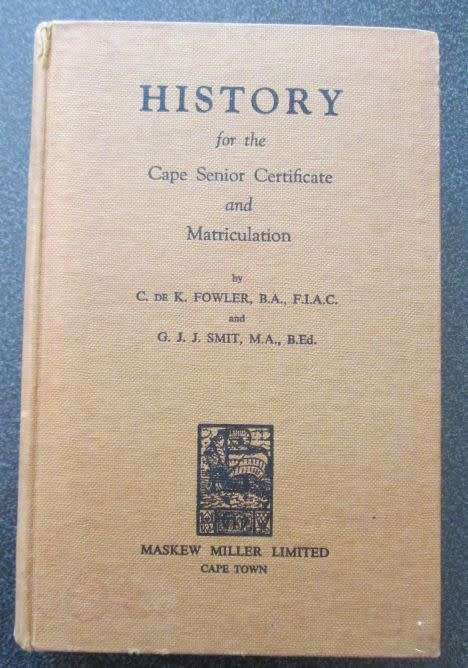 HISTORY
for the
Cape Senior Certificate
and
Matriculation
by
C. DE K. FOWLER, B.A., F.I.A.C.
and
G. J. J. SMIT, M.A., B.Ed.
MASKEW MILLER LIMITED
CAPE TOWN